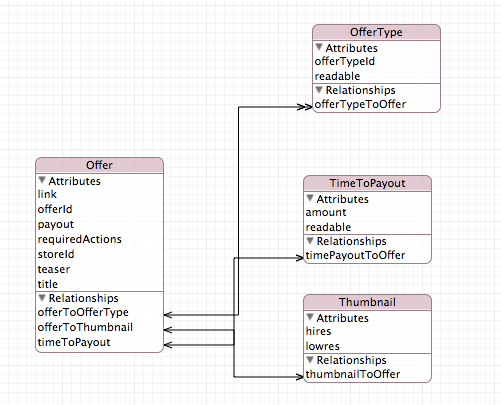 OfferType
Attributes
offerTypeId
readable
Relationships
offerTypeToOffer
Offer
Attributes
link
offerId
payout
requiredActions
storeId
teaser
title
Relationships
offerToOfferType
offerToThumbnail
timeToPayout
TimeToPayout
Attributes
amount
readable
Relationships
timePayoutToOffer
Thumbnail
Attributes
hires
lowres
Relationships
thumbnailToOffer